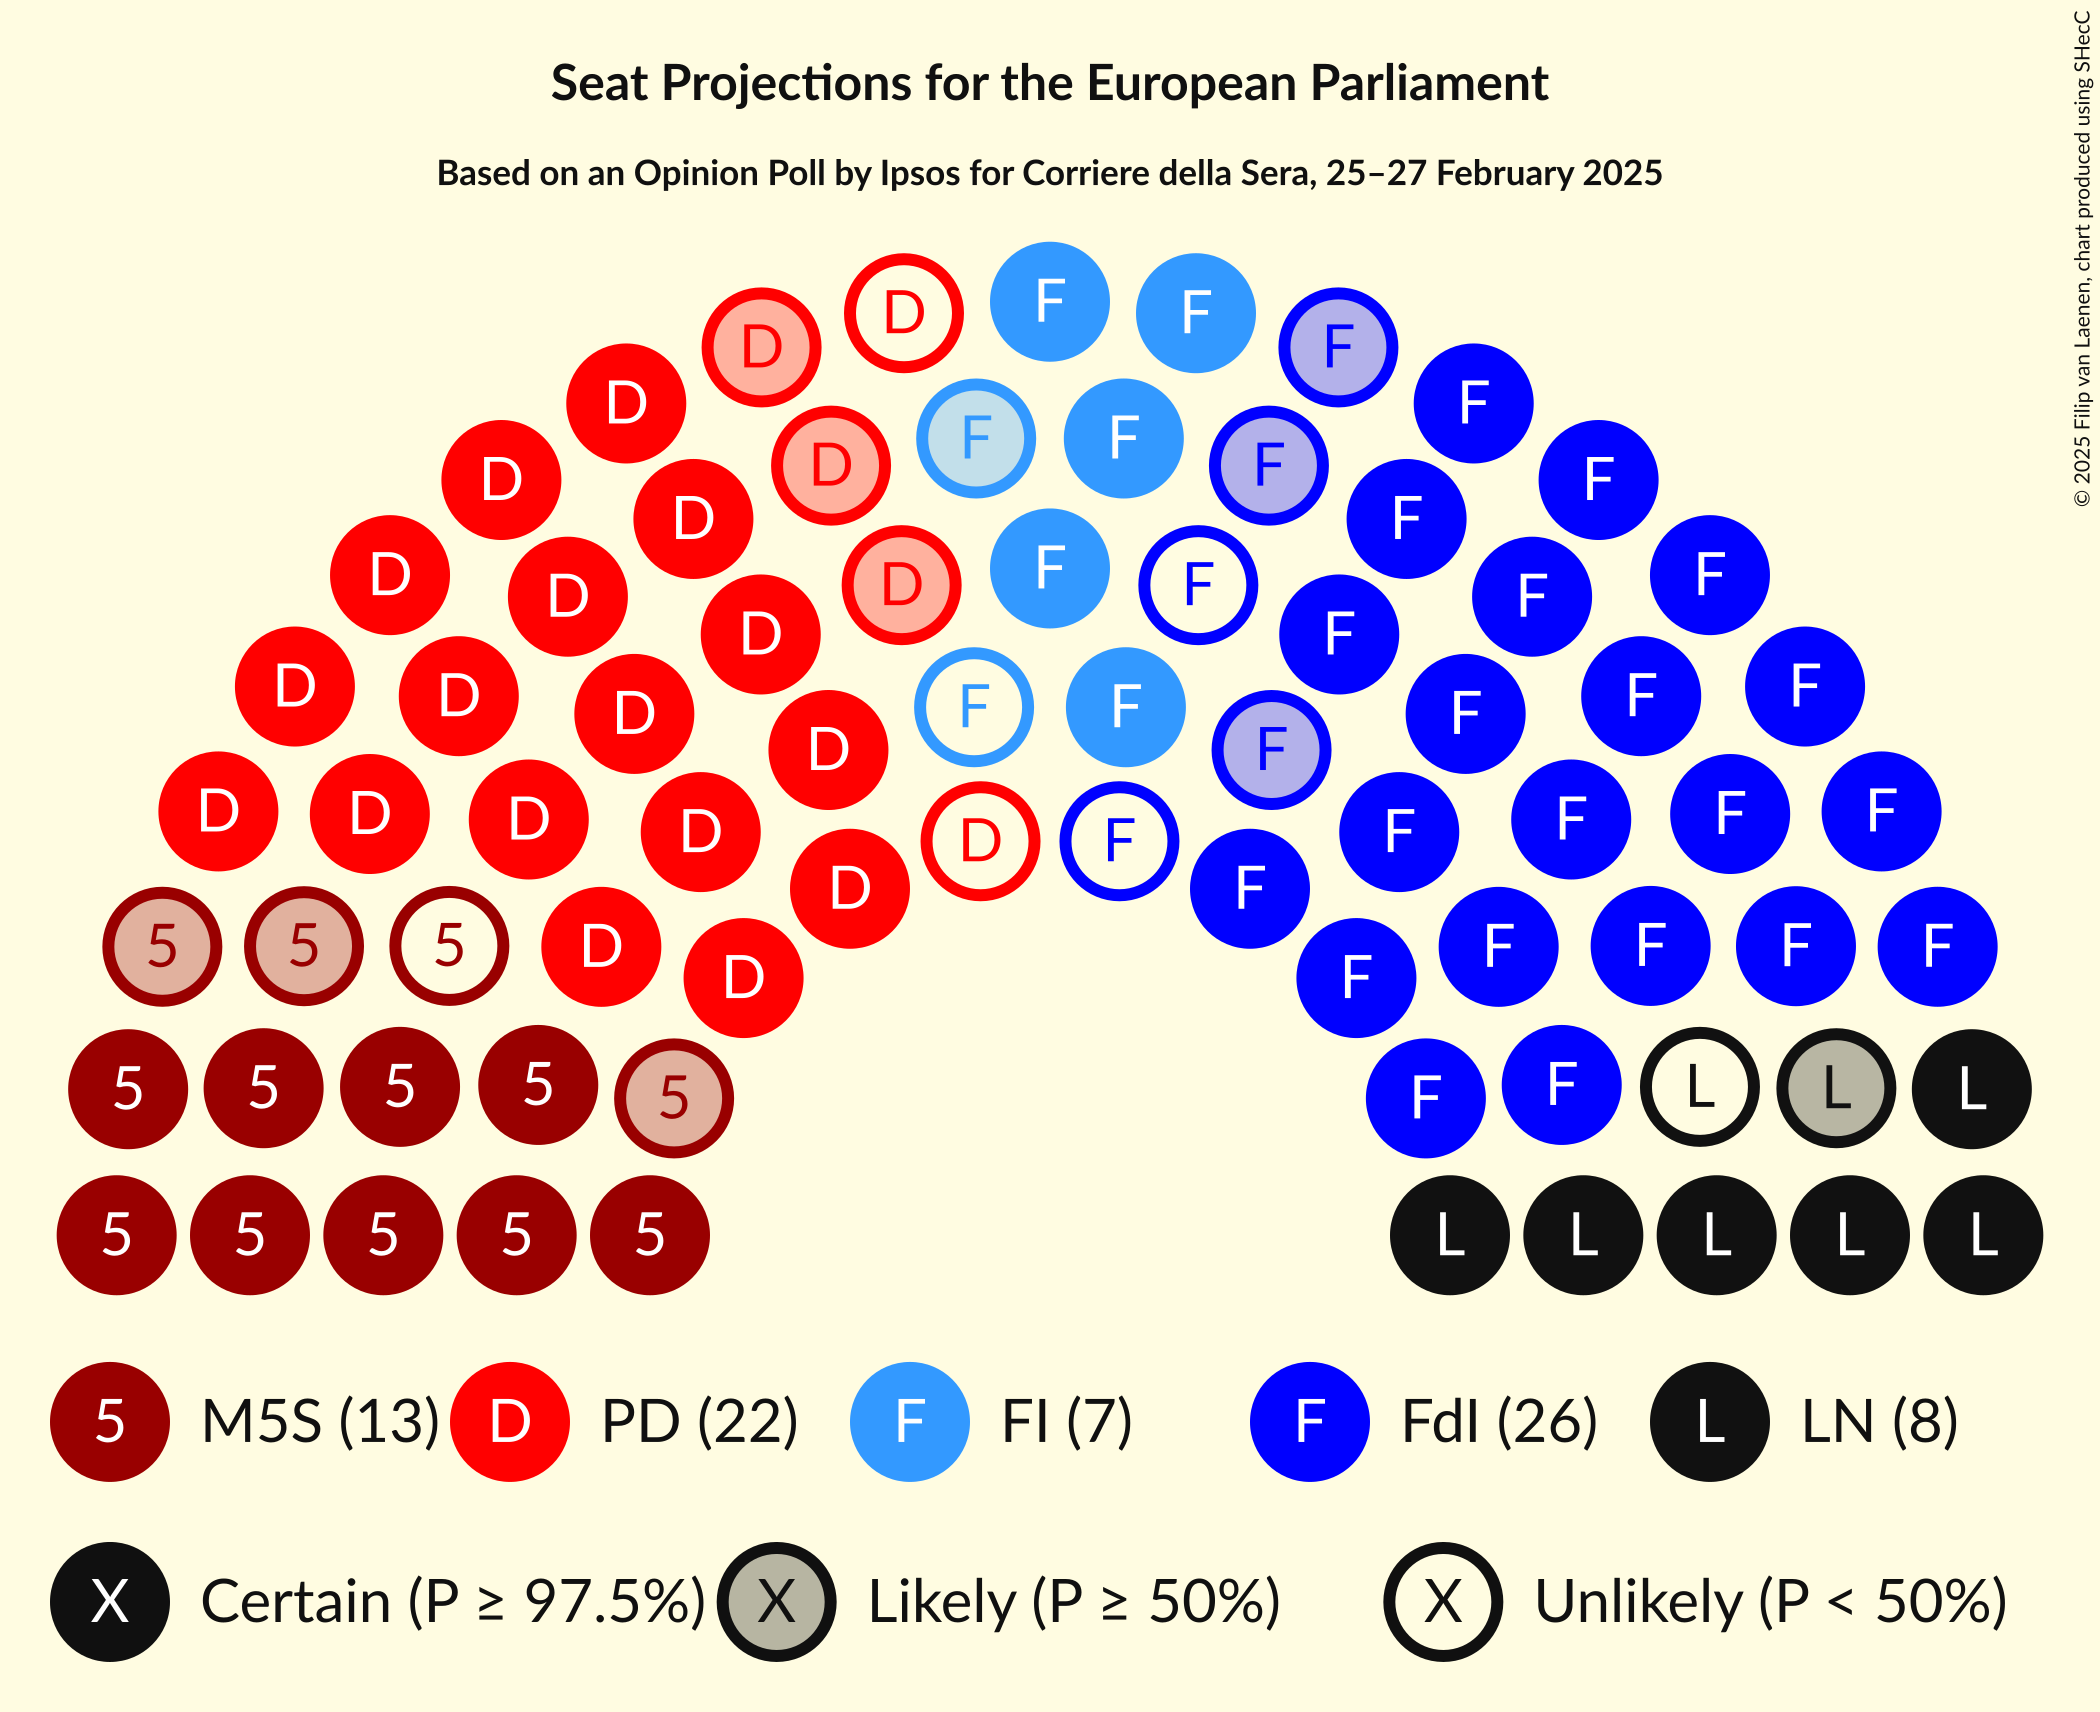 Seat Projections for the European Parliament
Based on an Opinion Poll by Ipsos for Corriere della Sera, 25–27 February 2025
© 2025 Filip van Laenen, chart produced using SHecC
D F F
D F
D F
F F
D F
D F
D F
D D F F F
D F
D F
D D D F F F F F
D F
D D D D D F F F F F
D F
5 5 5 D F F F F
D F
5 5 5 5 5 F F L L L
5 5 5 5 5 L L L L L
5 M5S (13) D PD (22) F FI (7) F FdI (26) L LN (8)
X Certain (P ≥ 97.5%) X Likely (P ≥ 50%) X Unlikely (P < 50%)